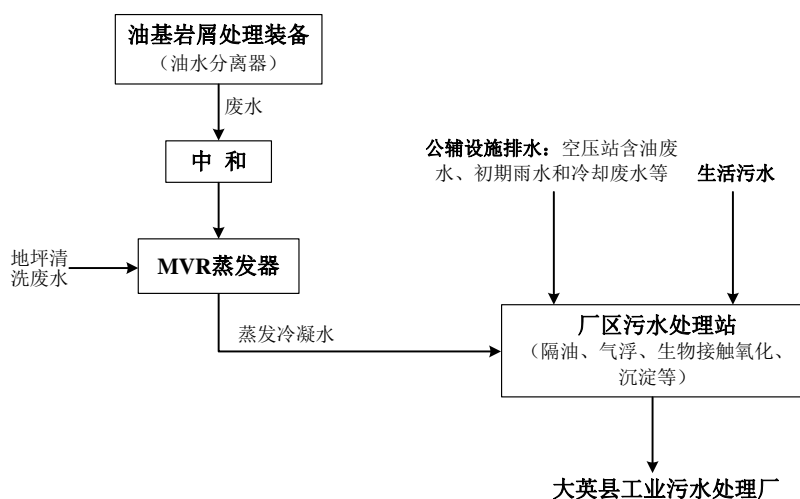 油基岩屑处理装备
（油水分离器）
废水
中 和
公辅设施排水：空压站含油废
水、初期雨水和冷却废水等
生活污水
地坪清
洗废水
MVR蒸发器
蒸发冷凝水
厂区污水处理站
（隔油、气浮、生物接触氧化、
沉淀等）
大英县工业污水处理厂